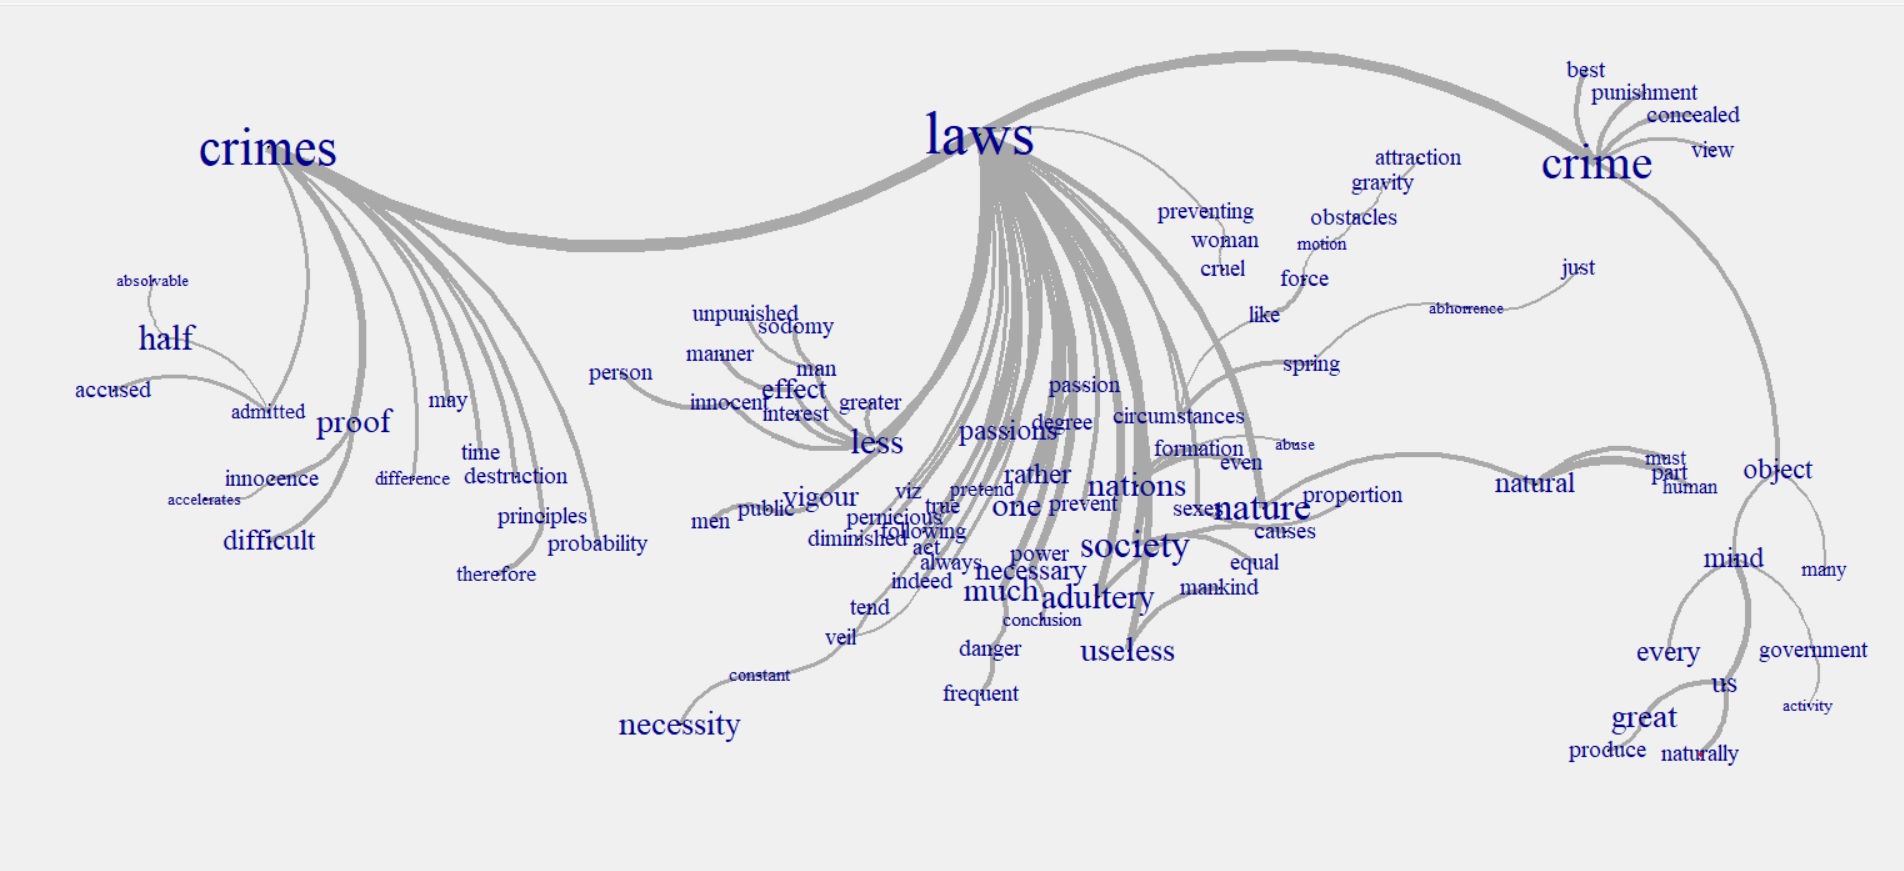 crimes
laws
crime
best
punishment
concealed
view
attraction
gravity
obstacles
motion
force
like
preventing
woman
cruel
just
abhorrence
spring
absolvable
half
accused
admitted
proof
may
time
innocence
accelerates
difference
destruction
difficult
principles
probability
therefore
unpunished
sodomy
manner
person
man
effect
innocent
interest
greater
less
passion
passions
degree
circumstances
formation
abuse
even
rather
nations
viz
pretend
vigour
public
men
pernicious
true
one
prevent
sexes
nature
proportion
natural
must
part
human
object
diminished
following
act
always
indeed
power
necessary
society
causes
equal
mankind
much
adultery
conclusion
tend
veil
danger
useless
constant
frequent
necessity
mind
many
every
government
us
activity
great
produce
naturally